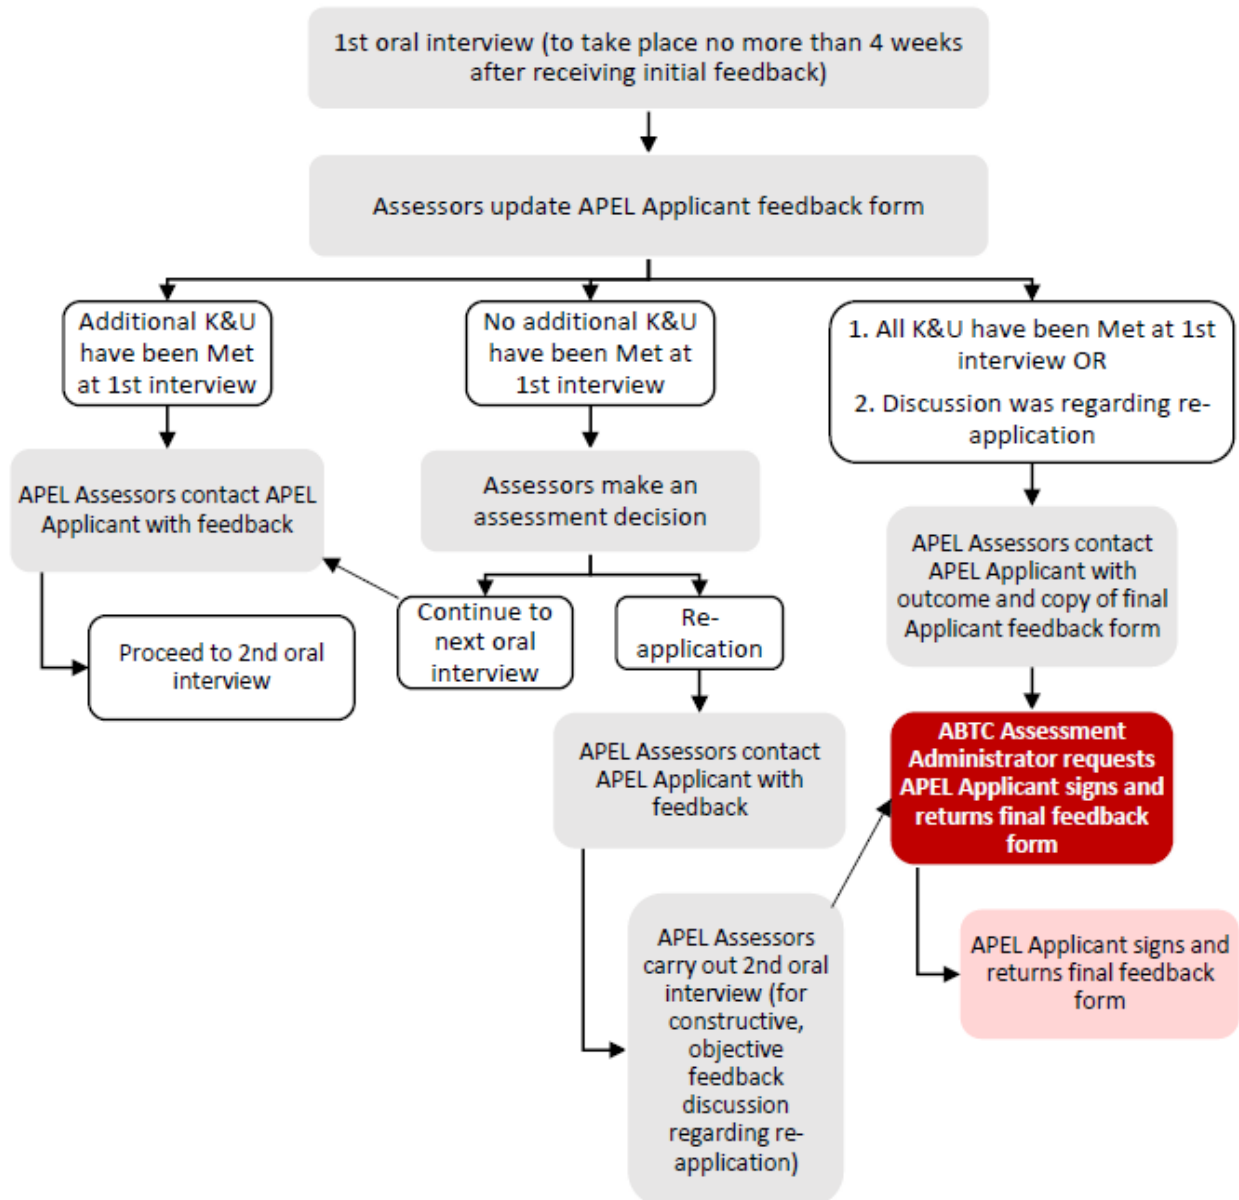 1st oral interview (to take place no more than 4 weeks
after receiving initial feedback)
Assessors update APEL Applicant feedback form
Additional K&U
have been Met
at 1st interview
No additional K&U
have been Met at
1st interview
1. All K&U have been Met at 1st
interview OR
2. Discussion was regarding re-
application
APEL Assessors contact APEL
Applicant with feedback
Assessors make an
assessment decision
APEL Assessors contact
APEL Applicant with
outcome and copy of final
Applicant feedback form
Proceed to 2nd oral
interview
Continue to
next oral
interview
Re-
application
APEL Assessors contact
APEL Applicant with
feedback
ABTC Assessment
Administrator requests
APEL Applicant signs and
returns final feedback
form
APEL Assessors
carry out 2nd oral
interview (for
constructive,
objective
feedback
discussion
regarding re-
application)
APEL Applicant signs and
returns final feedback
form